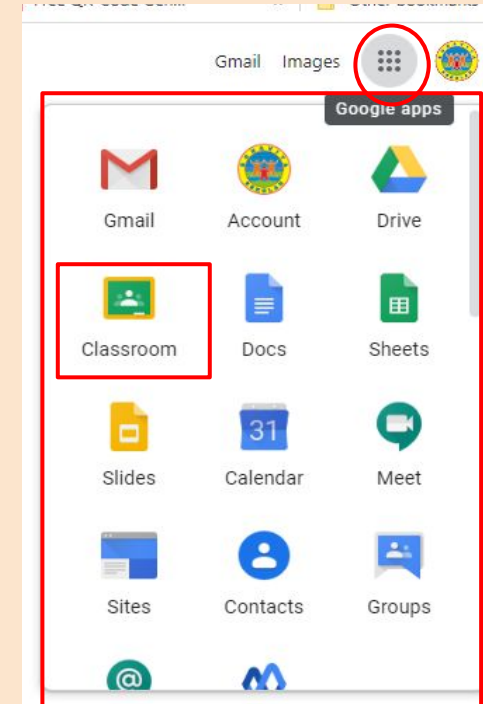 Gmail Images
Google apps
Gmail Account Drive
Classroom Docs Sheets
31
Slides Calendar Meet
Sites Contacts Groups